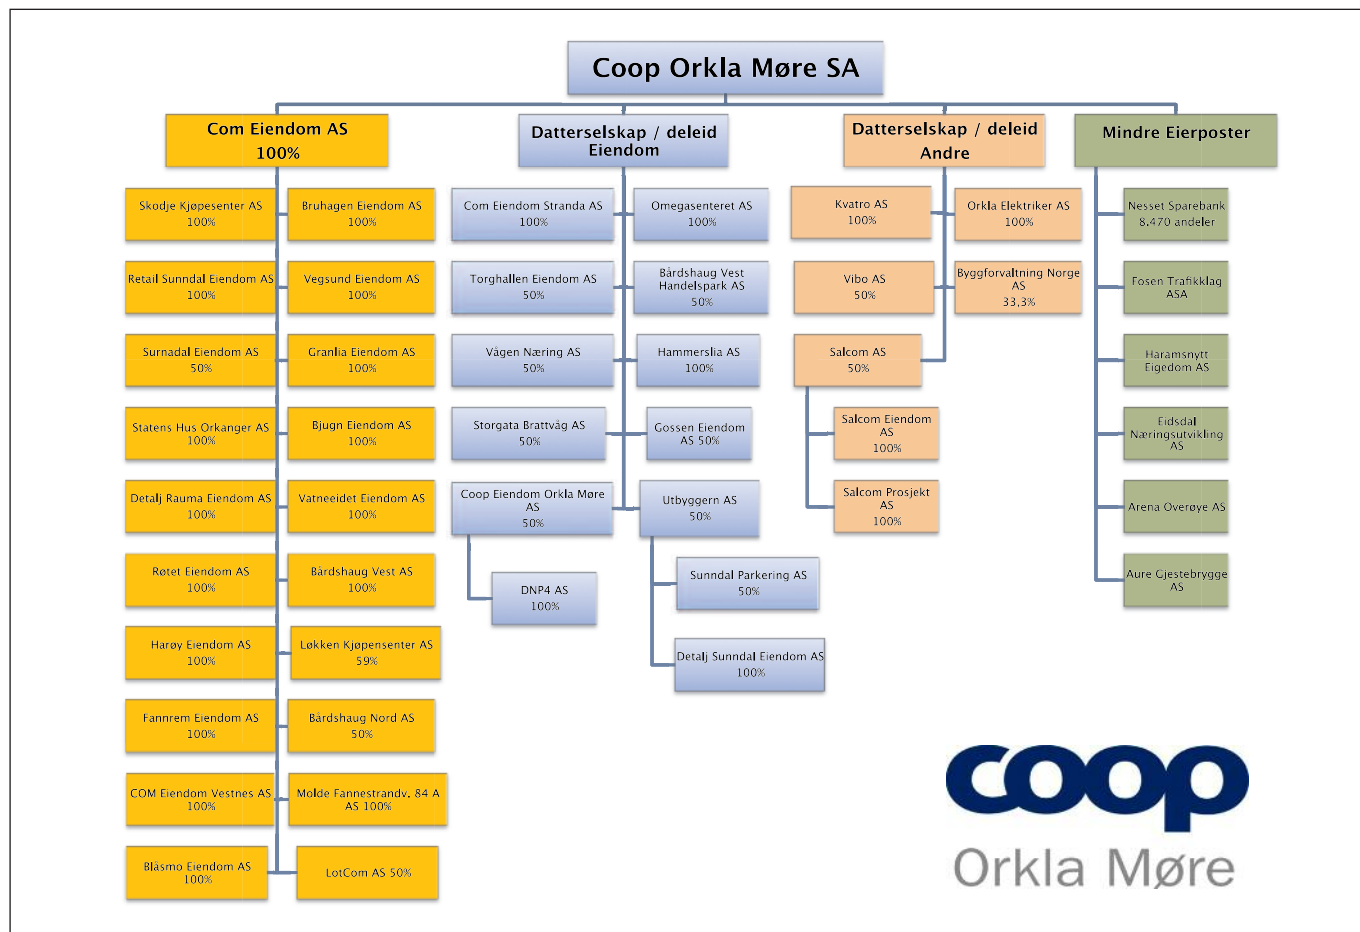 Coop Orkla Møre SA
Com Eiendom AS
100%
Skodje Kjøpesenter AS
100%
Bruhagen Eiendom AS
100%
Retail Sunndal Eiendom AS
100%
Vegsund Eiendom AS
100%
Surnadal Eiendom AS
50%
Granlia Eiendom AS
100%
Statens Hus Orkanger AS
100%
Bjugn Eiendom AS
100%
Detalj Rauma Eiendom AS
100%
Vatneeidet Eiendom AS
100%
Røtet Eiendom AS
100%
Bårdshaug Vest AS
100%
Harøy Eiendom AS
100%
Løkken Kjøpensenter AS
59%
Fannrem Eiendom AS
100%
Bårdshaug Nord AS
50%
COM Eiendom Vestnes AS
100%
Molde Fannestrandv. 84 A
AS 100%
Blåsmo Eiendom AS
100%
LotCom AS 50%
Datterselskap / deleid
Eiendom
Com Eiendom Stranda AS
100%
Omegasenteret AS
100%
Torghallen Eiendom AS
50%
Bårdshaug Vest
Handelspark AS
50%
Vågen Næring AS
50%
Hammerslia AS
100%
Storgata Brattvåg AS
50%
Gossen Eiendom
AS 50%
Coop Eiendom Orkla Møre
AS
50%
Utbyggern AS
50%
DNP4 AS
100%
Sunndal Parkering AS
50%
Detalj Sunndal Eiendom AS
100%
Datterselskap / deleid
Andre
Kvatro AS
100%
Orkla Elektriker AS
100%
Vibo AS
50%
Byggforvaltning Norge
AS
33,3%
Salcom AS
50%
Salcom Eiendom
AS
100%
Salcom Prosjekt
AS
100%
Mindre Eierposter
Nesset Sparebank
8.470 andeler
Fosen Trafikklag
ASA
Haramsnytt
Eigedom AS
Eidsdal
Næringsutvikling
AS
Arena Overøye AS
Aure Gjestebrygge
AS
coop
Orkla Møre